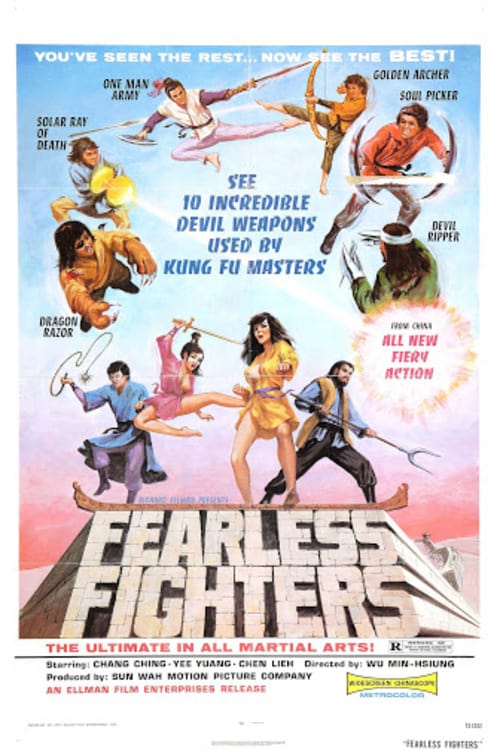 YOU'VE SEEN THE REST... NOW SEE THE BEST!
ONE MAN
ARMY
GOLDEN ARCHER
SOUL PICKER
SOLAR RAY
OF
DEATH
SEE
10 INCREDIBLE
DEVIL WEAPONS
USED BY
KUNG FU MASTERS
DEVIL
RIPPER
DRAGON
RAZOR
FROM CHINA
ALL NEW
FIERY
ACTION
RICHARD ELLMAN PRESENTS
FEARLESS
FIGHTERS
THE ULTIMATE IN ALL MARTIAL ARTS!
R
Starring: CHANG CHING · YEE YUANG · CHEN LIEH Directed by: WU MIN-HSIUNG
Produced by: SUN WAH MOTION PICTURE COMPANY
AN ELLMAN FILM ENTERPRISES RELEASE
WIDESCREEN CHINASCOPE
METROCOLOR
"FEARLESS FIGHTERS"